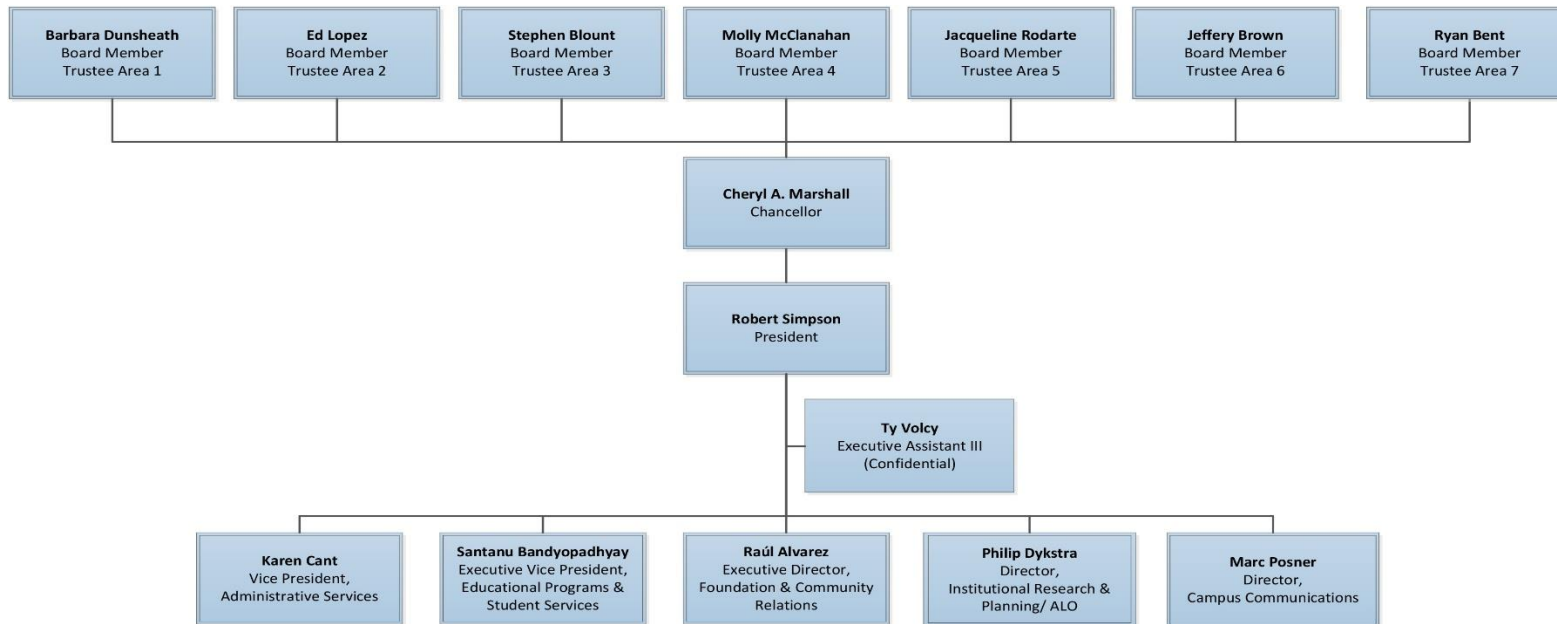 Barbara Dunsheath
Board Member
Trustee Area 1
Ed Lopez
Board Member
Trustee Area 2
Stephen Blount
Board Member
Trustee Area 3
Molly McClanahan
Board Member
Trustee Area 4
Jacqueline Rodarte
Board Member
Trustee Area 5
Jeffery Brown
Board Member
Trustee Area 6
Ryan Bent
Board Member
Trustee Area 7
Cheryl A. Marshall
Chancellor
Robert Simpson
President
Ty Volcy
Executive Assistant III
(Confidential)
Karen Cant
Vice President,
Administrative Services
Santanu Bandyopadhyay
Executive Vice President,
Educational Programs &
Student Services
Raúl Alvarez
Executive Director,
Foundation & Community
Relations
Philip Dykstra
Director,
Institutional Research &
Planning/ ALO
Marc Posner
Director,
Campus Communications